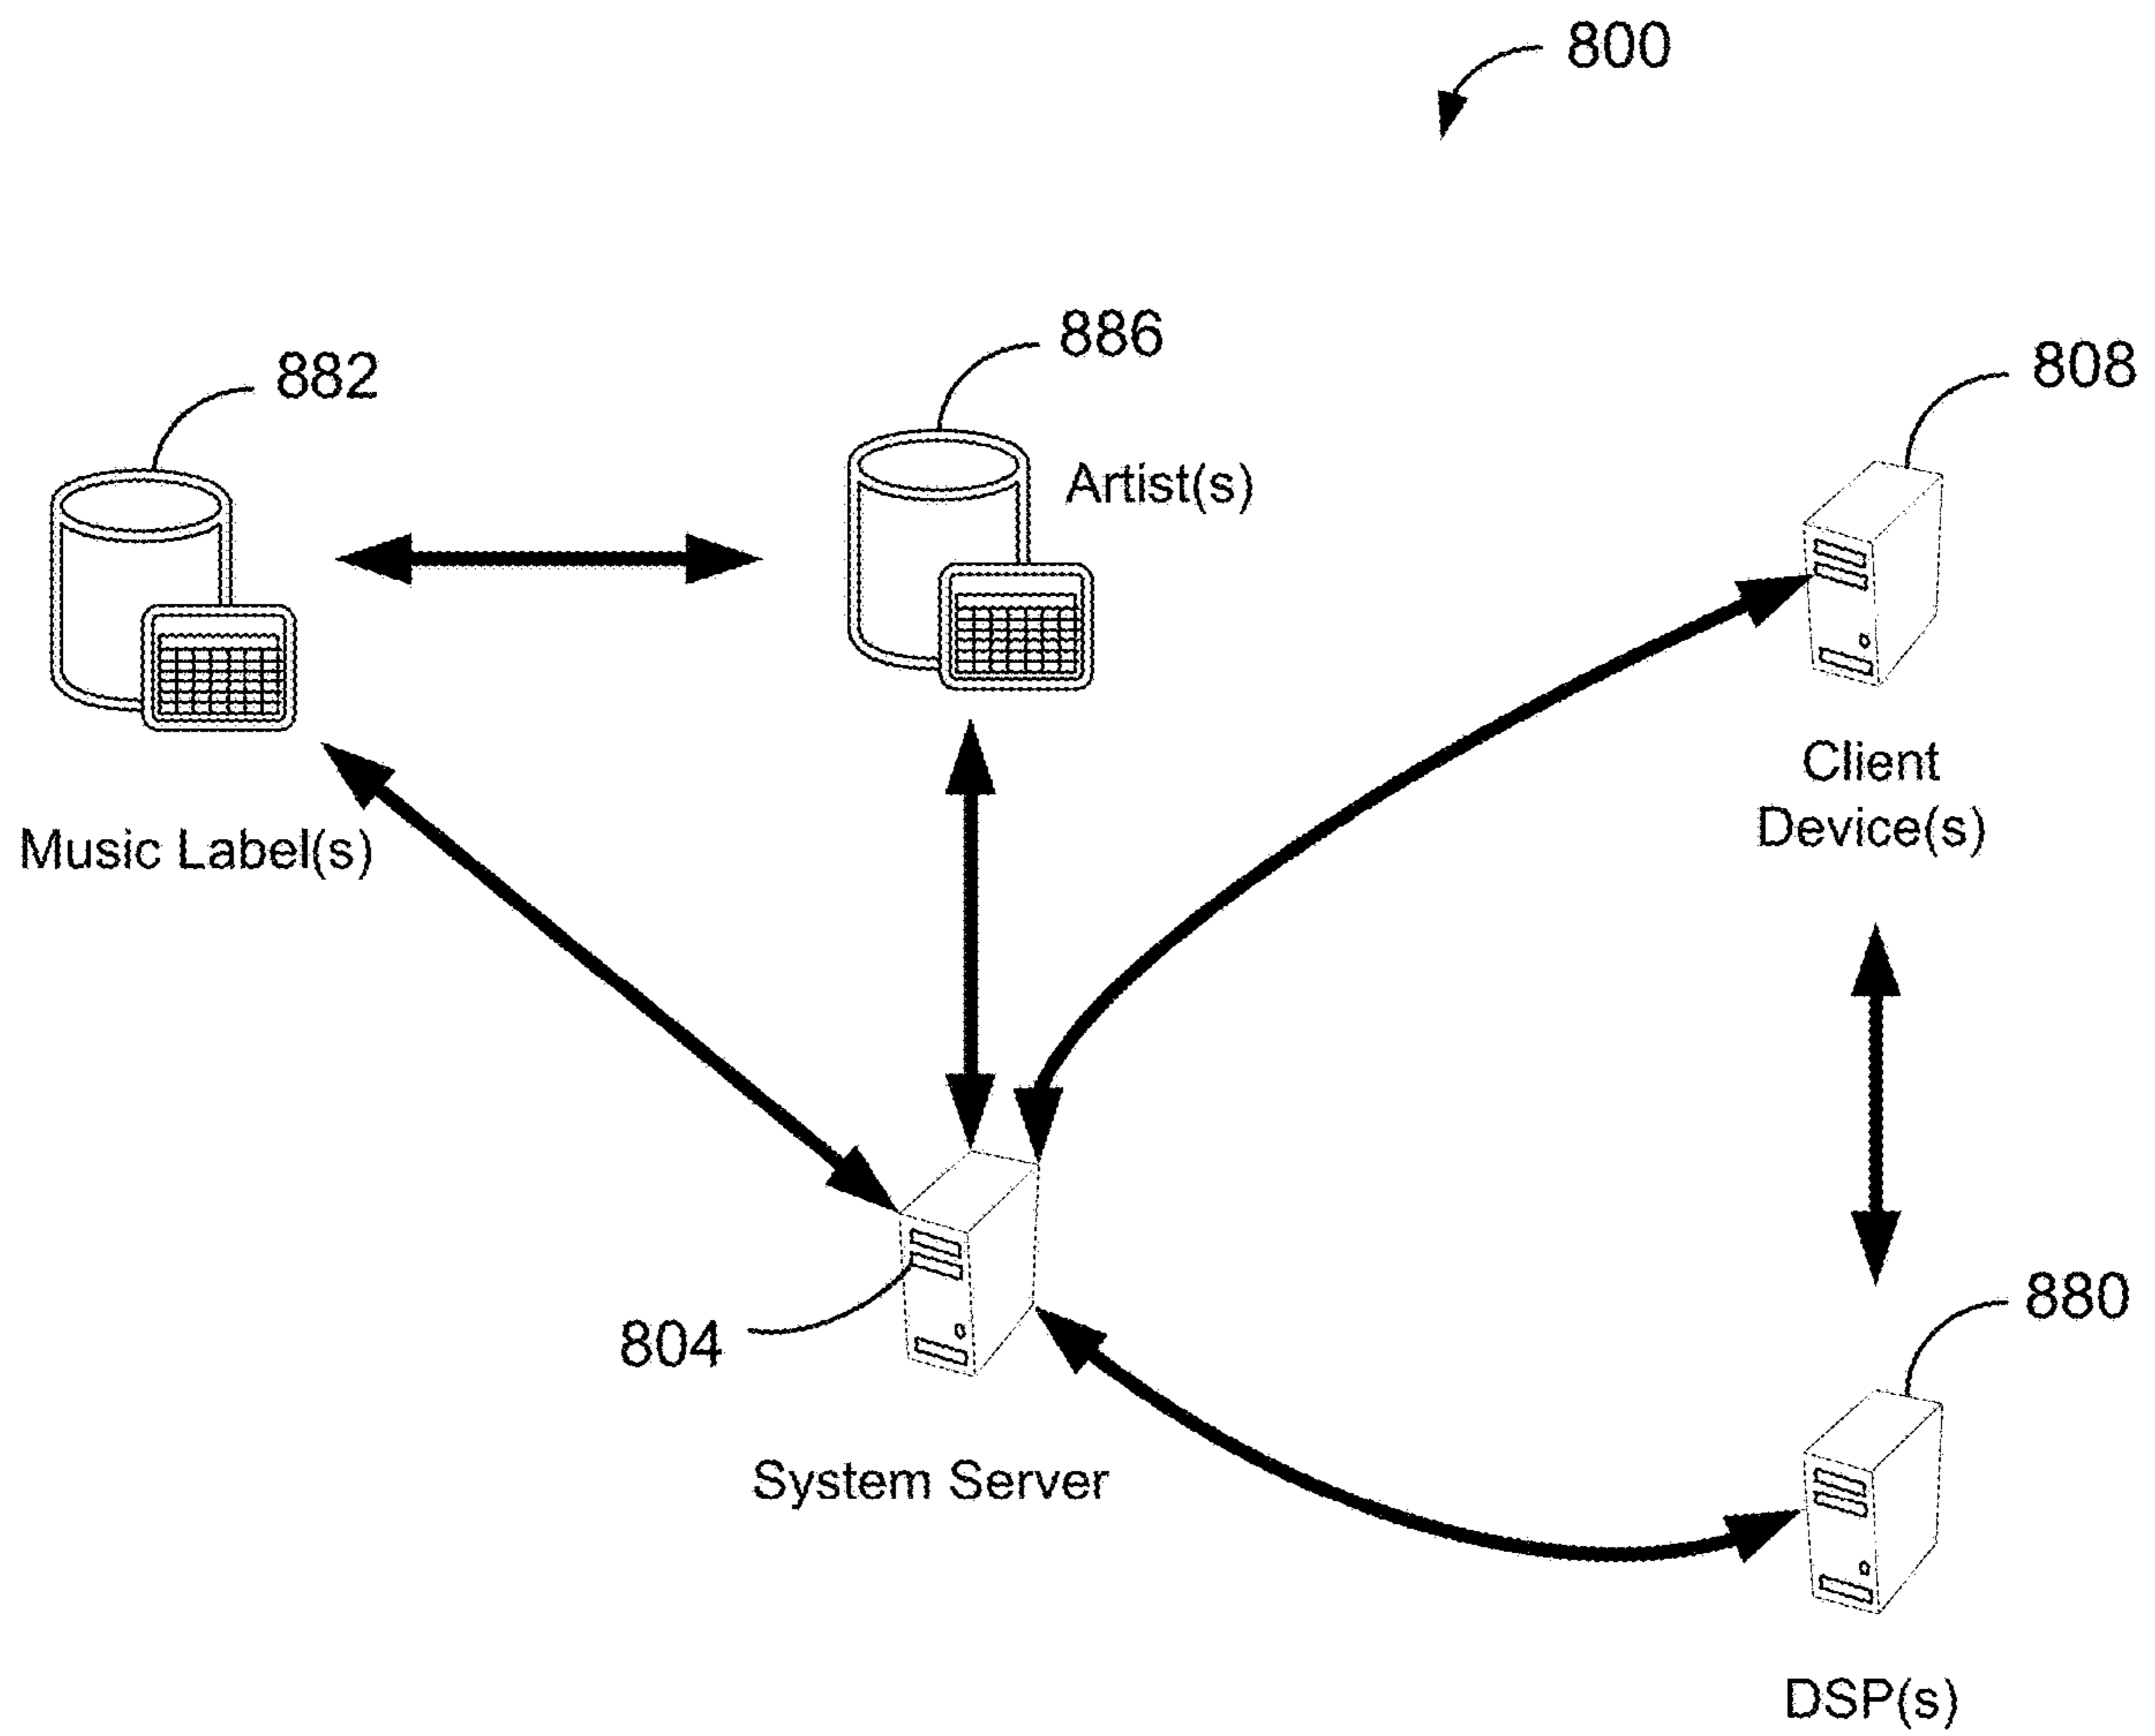 800
886
808
882
Artist(s)
Client
Device(s)
Music Label(s)
880
804
System Server
DSP(s)